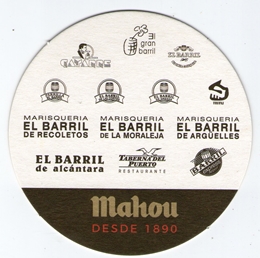 El
gran
barril
EL BARRIL
MARISQUERIA
EL BARRIL
DE RECOLETOS
MARISQUERIA
EL BARRIL
DE LA MORALEJA
MARISQUERIA
EL BARRIL
DE ARGÜELLES
EL BARRIL
de alcántara
TABERNA DEL
PUERTO
RESTAURANTE
Mahou
DESDE 1890